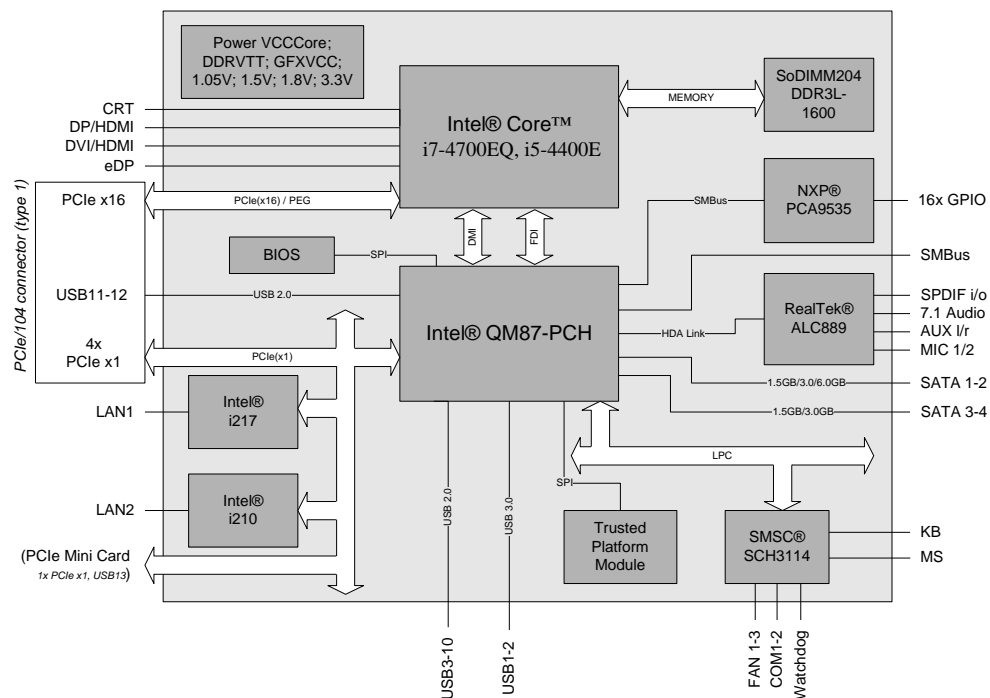 Power VCCCore;
DDRVTT; GFXVCC;
1.05V; 1.5V; 1.8V; 3.3V
Intel® Core™
i7-4700EQ, i5-4400E
MEMORY
SoDIMM204
DDR3L-
1600
CRT
DP/HDMI
DVI/HDMI
eDP
PCIe/104 connector (type 1)
PCIe x16
PCIe(x16) / PEG
DMI
FDI
SMBus
NXP®
PCA9535
16x GPIO
BIOS
SPI
SMBus
USB11-12
USB 2.0
Intel® QM87-PCH
HDA Link
RealTek®
ALC889
SPDIF i/o
7.1 Audio
AUX l/r
MIC 1/2
4x
PCIe x1
PCIe(x1)
1.5GB/3.0/6.0GB
SATA 1-2
1.5GB/3.0GB
SATA 3-4
LAN1
Intel®
i217
LPC
LAN2
Intel®
i210
USB 2.0
USB 3.0
SPI
Trusted
Platform
Module
SMSC®
SCH3114
KB
MS
(PCIe Mini Card
1x PCIe x1, USB13)
USB3-10
USB1-2
FAN 1-3
COM1-2
Watchdog